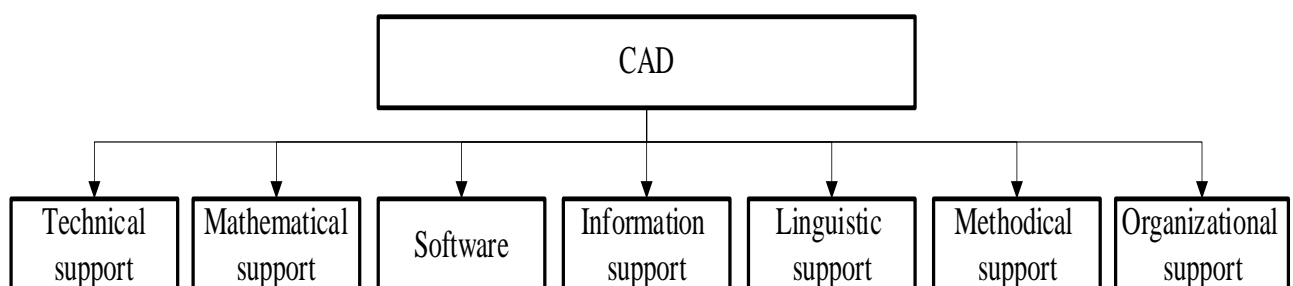 CAD
Technical
support
Mathematical
support
Software
Information
support
Linguistic
support
Methodical
support
Organizational
support